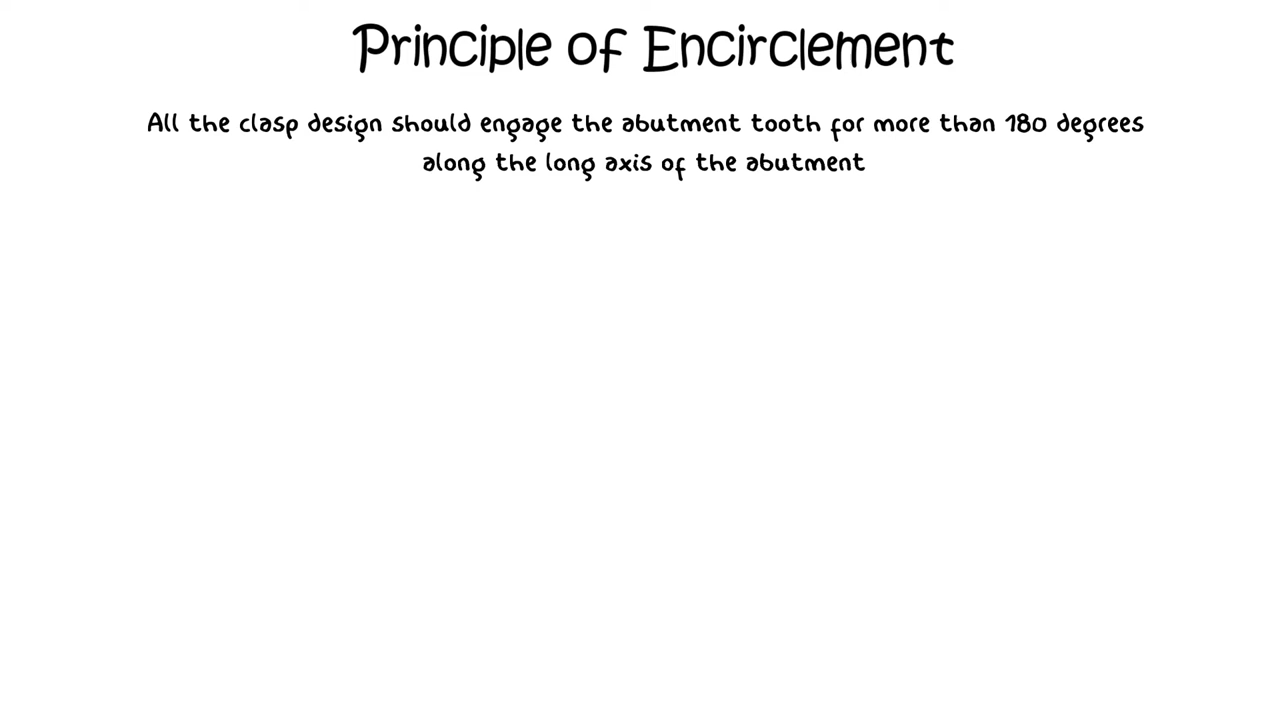 Principle of Encirclement
All the clasp design should engage the abutment tooth for more than 180 degrees
along the long axis of the abutment